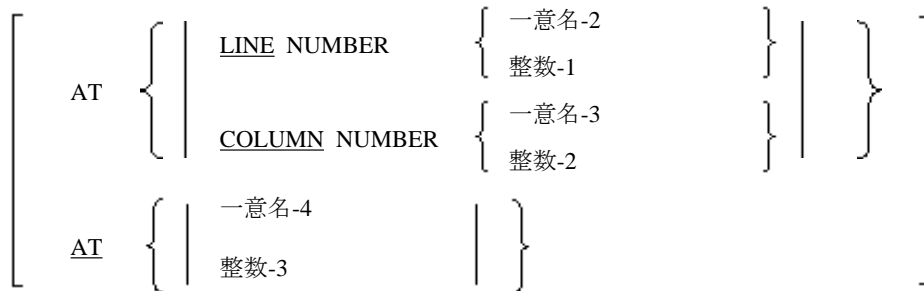 一意名-2
LINE NUMBER
整数-1
AT
一意名-3
COLUMN NUMBER
整数-2
一意名-4
AT
整数-3